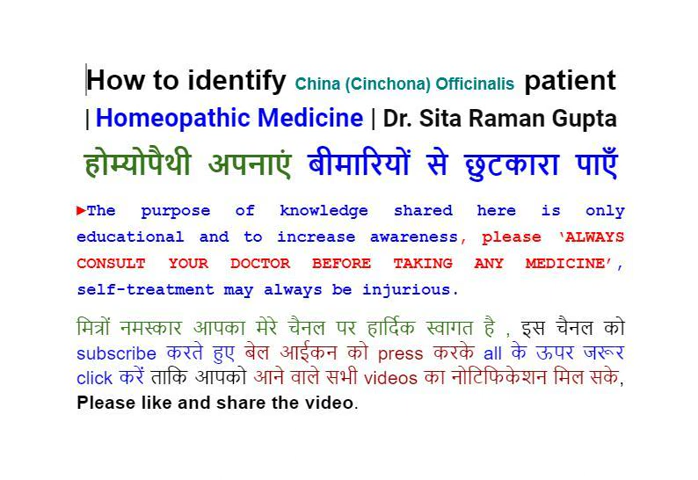 How to identify China (Cinchona) Officinalis patient
| Homeopathic Medicine | Dr. Sita Raman Gupta
होम्योपैथी अपनाएं बीमारियों से छुटकारा पाएँ
►The purpose of knowledge shared here is only
educational and to increase awareness, please ‘ALWAYS
CONSULT YOUR DOCTOR BEFORE TAKING ANY MEDICINE’,
self-treatment may always be injurious.
मित्रों नमस्कार आपका मेरे चैनल पर हार्दिक स्वागत है , इस चैनल को
subscribe करते हुए बेल आईकन को press करके all के ऊपर जरूर
click करें ताकि आपको आने वाले सभी videos का नोटिफिकेशन मिल सके,
Please like and share the video.